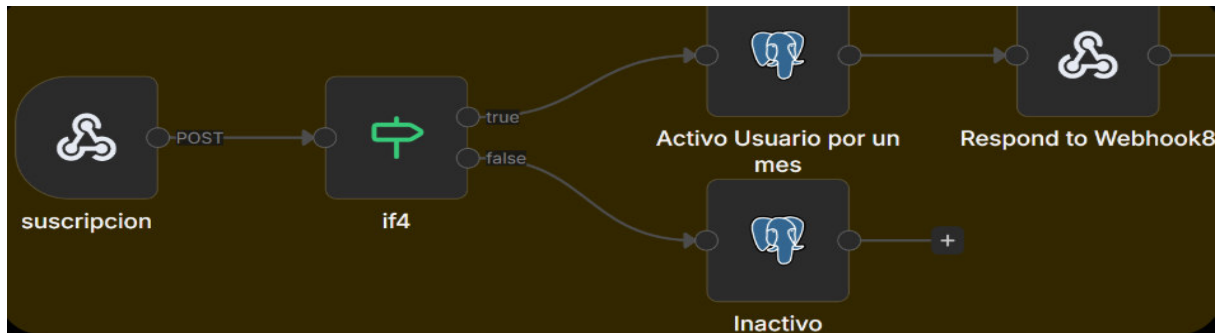 POST
true
false
suscripcion
if4
Activo Usuario por un
mes
Respond to Webhook8
Inactivo